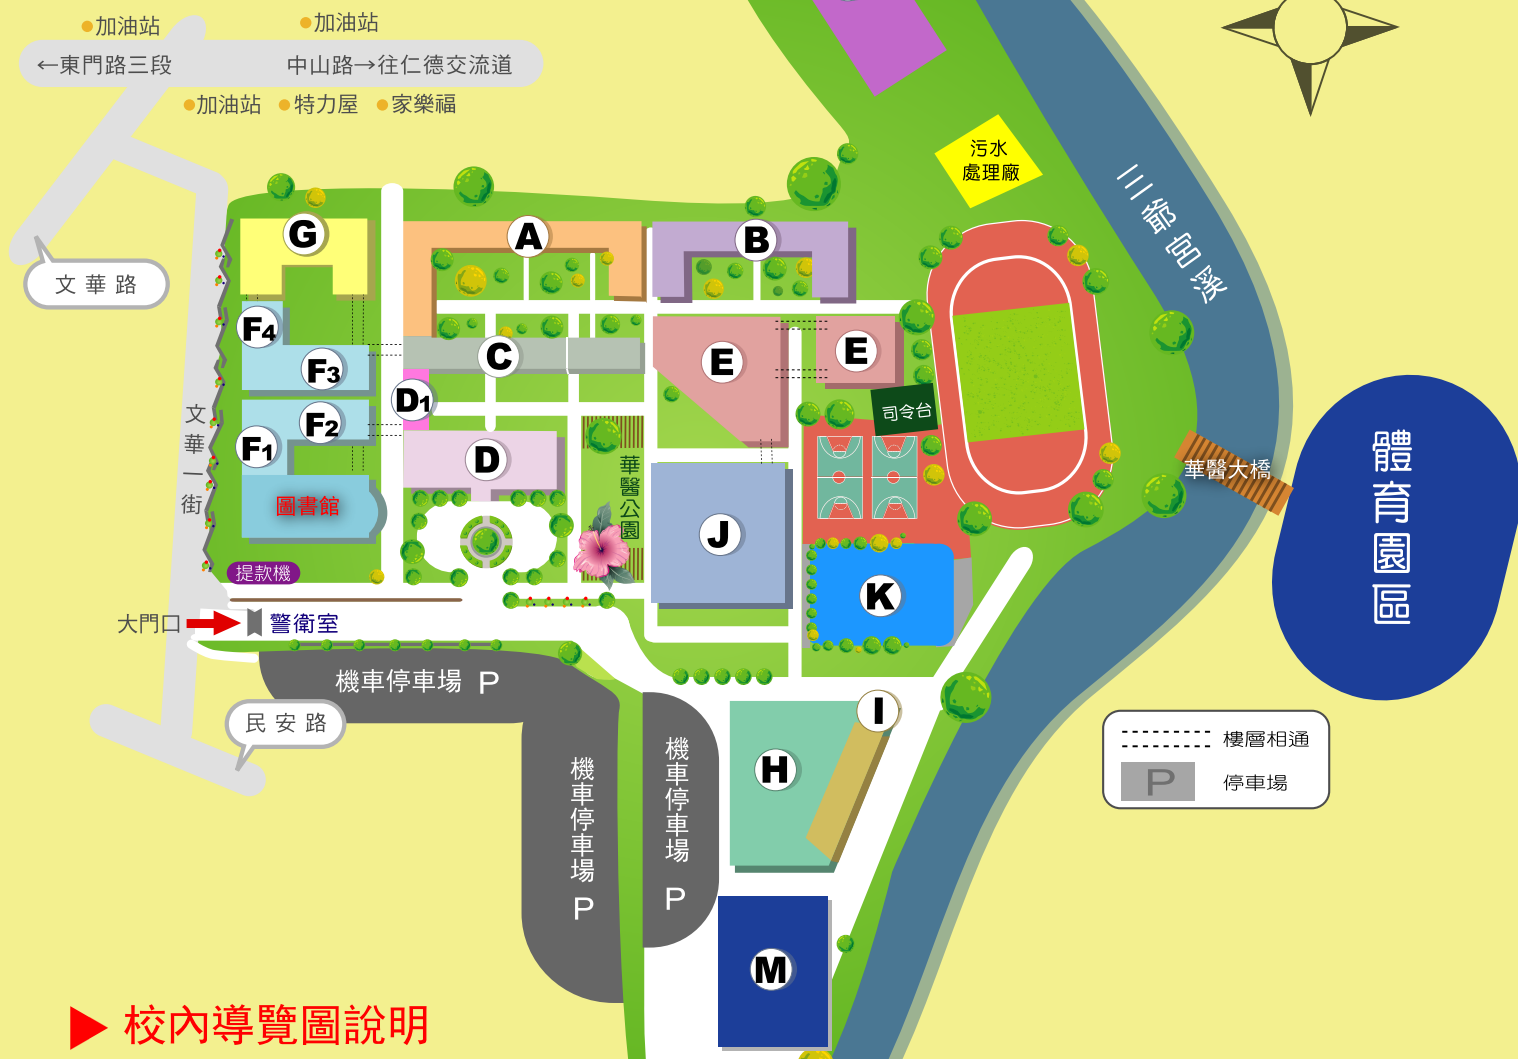 加油站
加油站
←東門路三段
中山路→往仁德交流道
加油站
特力屋
家樂福
污水
處理廠
三爺宮溪
G
A
B
文華路
F4
F3
C
E
E
D1
F2
F1
司令台
文華一街
D
華醫公園
華醫大橋
體育園區
圖書館
J
提款機
K
大門口
警衛室
機車停車場 P
民安路
I
機車停車場 P
機車停車場 P
H
樓層相通
P
停車場
M
校內導覽圖說明